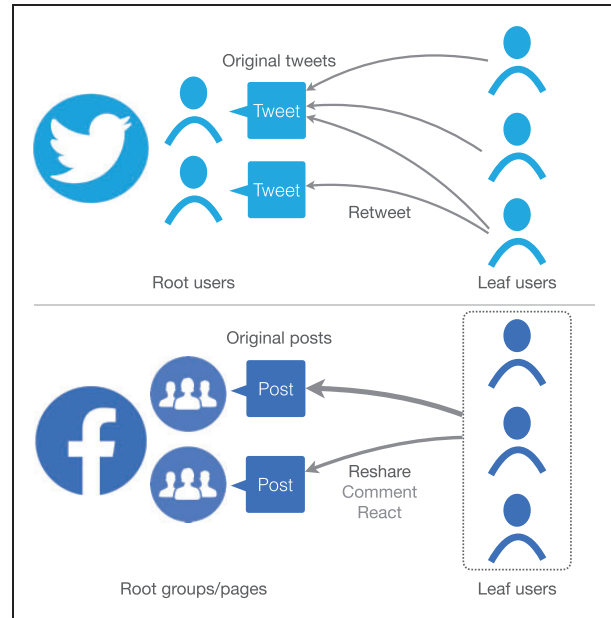 Original tweets
Tweet
Tweet
Retweet
Root users
Leaf users
Original posts
Post
Post
Reshare
Comment
React
Root groups/pages
Leaf users